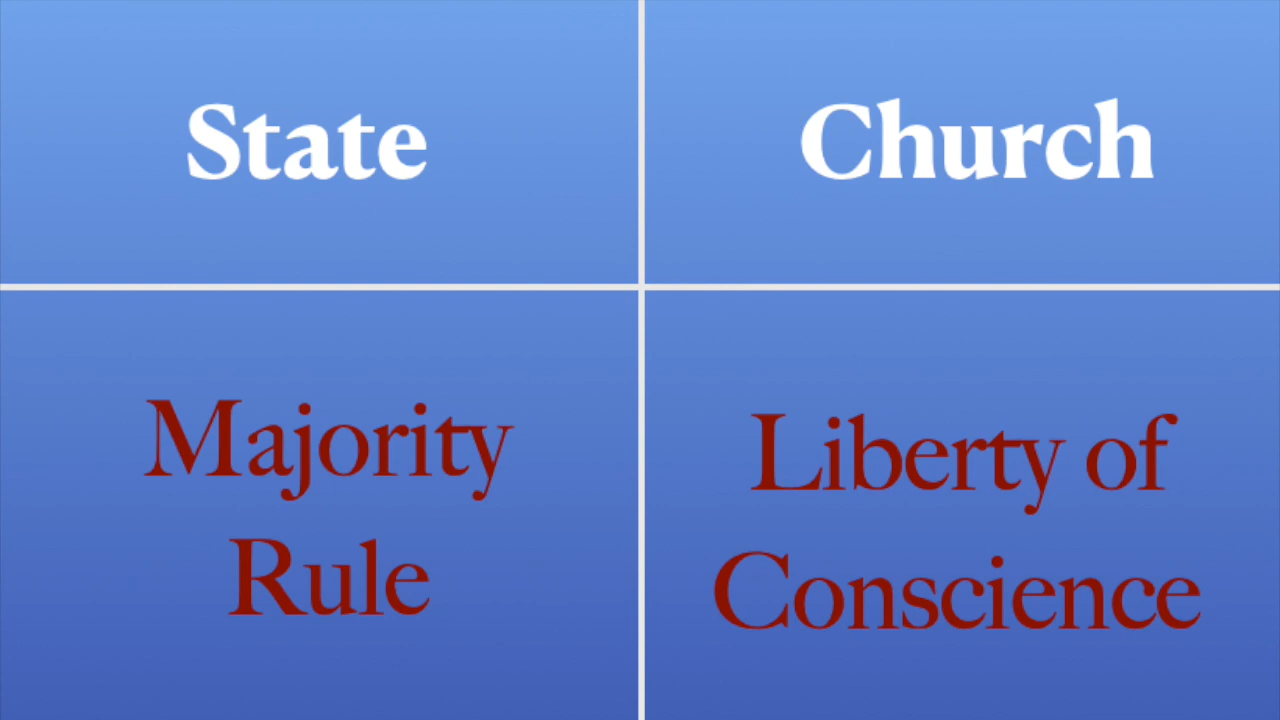 State
Church
Majority
Rule
Liberty of
Conscience